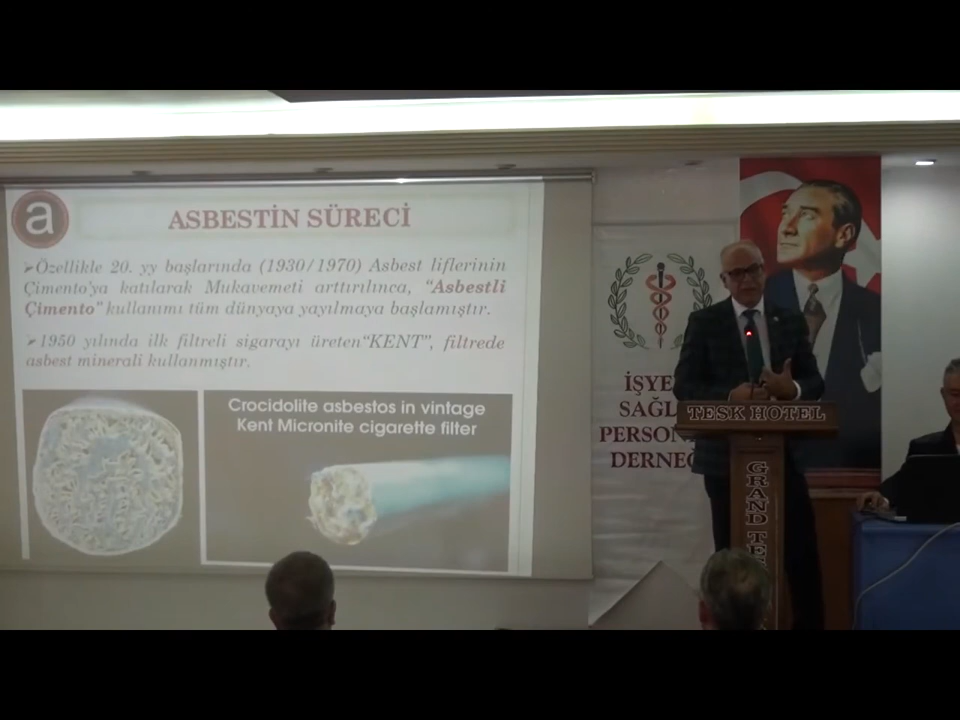 a
ASBESTİN SÜRECİ
➢Özellikle 20. yy başlarında (1930/1970) Asbest liflerinin
Çimento'ya katılarak Mukavemeti arttırılınca, "Asbestli
Çimento" kullanımı tüm dünyaya yayılmaya başlamıştır.
➢1950 yılında ilk filtreli sigarayı üreten"KENT", filtrede
asbest minerali kullanmıştır.
Crocidolite asbestos in vintage
Kent Micronite cigarette filter
İŞYE
SAĞL
PERSON
DERNEĞ
TESK HOTEL
GRAND TE